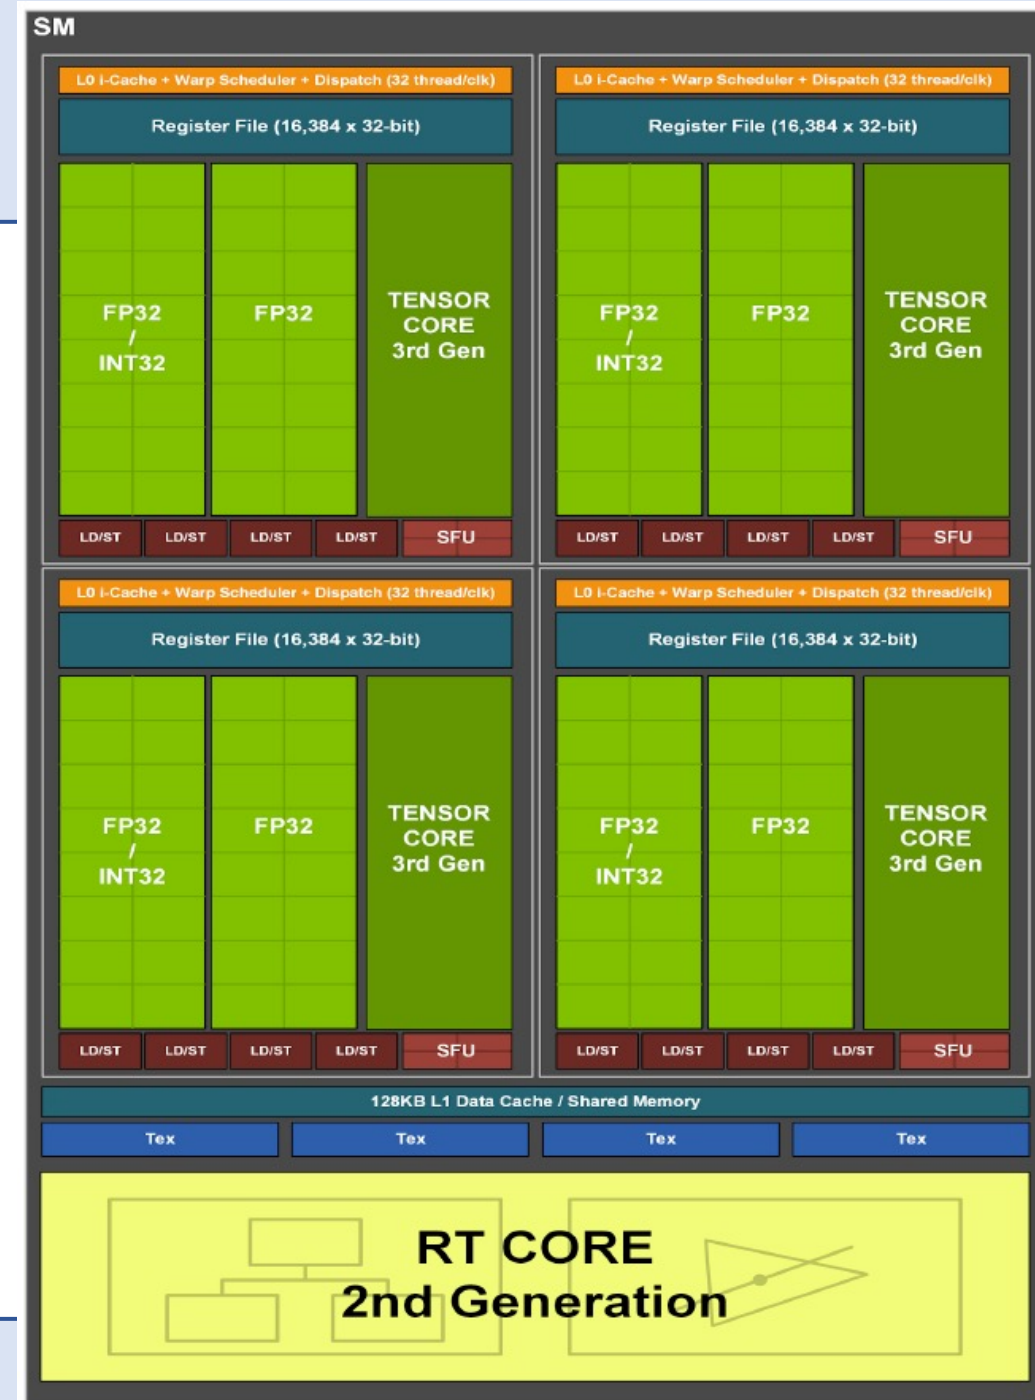 SM
L0 i-Cache + Warp Scheduler + Dispatch (32 thread/clk)
Register File (16,384 x 32-bit)
FP32
/
INT32
FP32
TENSOR
CORE
3rd Gen
LD/ST
LD/ST
LD/ST
LD/ST
SFU
L0 i-Cache + Warp Scheduler + Dispatch (32 thread/clk)
Register File (16,384 x 32-bit)
FP32
/
INT32
FP32
TENSOR
CORE
3rd Gen
LD/ST
LD/ST
LD/ST
LD/ST
SFU
L0 i-Cache + Warp Scheduler + Dispatch (32 thread/clk)
Register File (16,384 x 32-bit)
FP32
/
INT32
FP32
TENSOR
CORE
3rd Gen
LD/ST
LD/ST
LD/ST
LD/ST
SFU
L0 i-Cache + Warp Scheduler + Dispatch (32 thread/clk)
Register File (16,384 x 32-bit)
FP32
/
INT32
FP32
TENSOR
CORE
3rd Gen
LD/ST
LD/ST
LD/ST
LD/ST
SFU
128KB L1 Data Cache / Shared Memory
Tex
Tex
Tex
Tex
RT CORE
2nd Generation